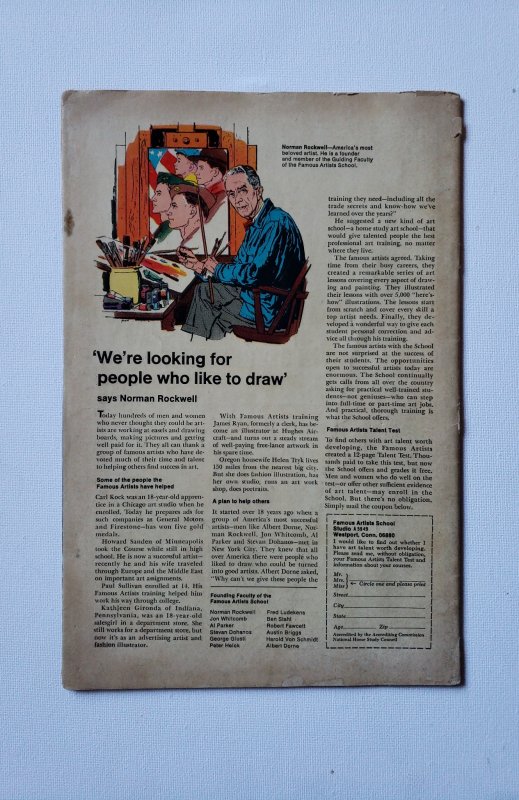 Norman Rockwell—America's most
beloved artist. He is a founder
and member of the Guiding Faculty
of the Famous Artists School.
'We're looking for
people who like to draw'
says Norman Rockwell
Today hundreds of men and women
who never thought they could be art-
ists are working at easels and drawing
boards, making pictures and getting
well paid for it. They all can thank a
group of famous artists who have de-
voted much of their time and talent
to helping others find success in art.
Some of the people the
Famous Artists have helped
Carl Kock was an 18-year-old appren-
tice in a Chicago art studio when he
enrolled. Today he prepares ads for
such companies as General Motors
and Firestone—has won five gold
medals.
Howard Sanden of Minneapolis
took the Course while still in high
school. He is now a successful artist—
recently he and his wife traveled
through Europe and the Middle East
on important art assignments.
Paul Sullivan enrolled at 14. His
Famous Artists training helped him
work his way through college.
Kathjeen Gironda of Indiana,
Pennsylvania, was an 18-year-old
salesgirl in a department store. She
still works for a department store, but
now it's as an advertising artist and
fashion illustrator.
With Famous Artists training
James Ryan, formerly a clerk, has be-
come an illustrator at Hughes Air-
craft—and turns out a steady stream
of well-paying free-lance artwork in
his spare time.
Oregon housewife Helen Tryk lives
150 miles from the nearest big city.
But she does fashion illustration, has
her own studio, runs an art work
shop, does portraits.
A plan to help others
It started over 18 years ago when a
group of America's most successful
artists—men like Albert Dorne, Nor-
man Rockwell, Jon Whitcomb, Al
Parker and Stevan Dohanos—met in
New York City. They knew that all
over America there were people who
liked to draw who could be turned
into good artists. Albert Dorne asked,
"Why can't we give these people the
Founding Faculty of the
Famous Artists School
Norman Rockwell
Jon Whitcomb
Al Parker
Stevan Dohanos
George Giusti
Peter Helck
Fred Ludekens
Ben Stahl
Robert Fawcett
Austin Briggs
Harold Von Schmidt
Albert Dorne
training they need—including all the
trade secrets and know-how we've
learned over the years?"
He suggested a new kind of art
school—a home study art school—that
would give talented people the best
professional art training, no matter
where they live.
The famous artists agreed. Taking
time from their busy careers, they
created a remarkable series of art
lessons covering every aspect of draw-
ing and painting. They illustrated
their lessons with over 5,000 "here's-
how" illustrations. The lessons start
from scratch and cover every skill a
top artist needs. Finally, they de-
veloped a wonderful way to give each
student personal correction and ad-
vice all through his training.
The famous artists with the School
are not surprised at the success of
their students. The opportunities
open to successful artists today are
enormous. The School continually
gets calls from all over the country
asking for practical well-trained stu-
dents—not geniuses—who can step
into full-time or part-time art jobs.
And practical, thorough training is
what the School offers.
Famous Artists Talent Test
To find others with art talent worth
developing, the Famous Artists
created a 12-page Talent Test. Thou-
sands paid to take this test, but now
the School offers and grades it free.
Men and women who do well on the
test—or offer other sufficient evidence
of art talent—may enroll in the
School. But there's no obligation.
Simply mail the coupon below.
Famous Artists School
Studio
Westport, Conn. 06880
I would like to find out whether I
have art talent worth developing.
Please send me, without obligation,
your Famous Artists Talent Test and
information about your courses.
Mr.
Mrs.
Miss
← Circle one and please print
Street
City
State
Age
Zip
Accredited by the Accrediting Commission
National Home Study Council